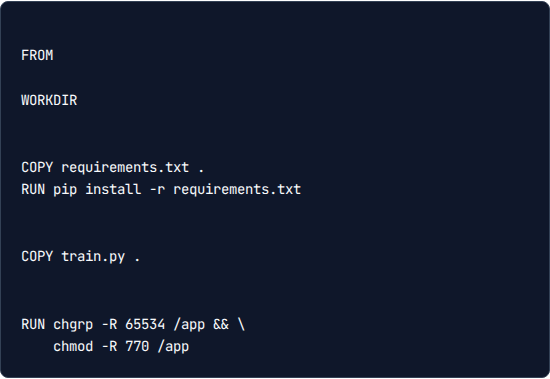 FROM
WORKDIR
COPY requirements.txt .
RUN pip install -r requirements.txt
COPY train.py .
RUN chgrp -R 65534 /app && \
    chmod -R 770 /app